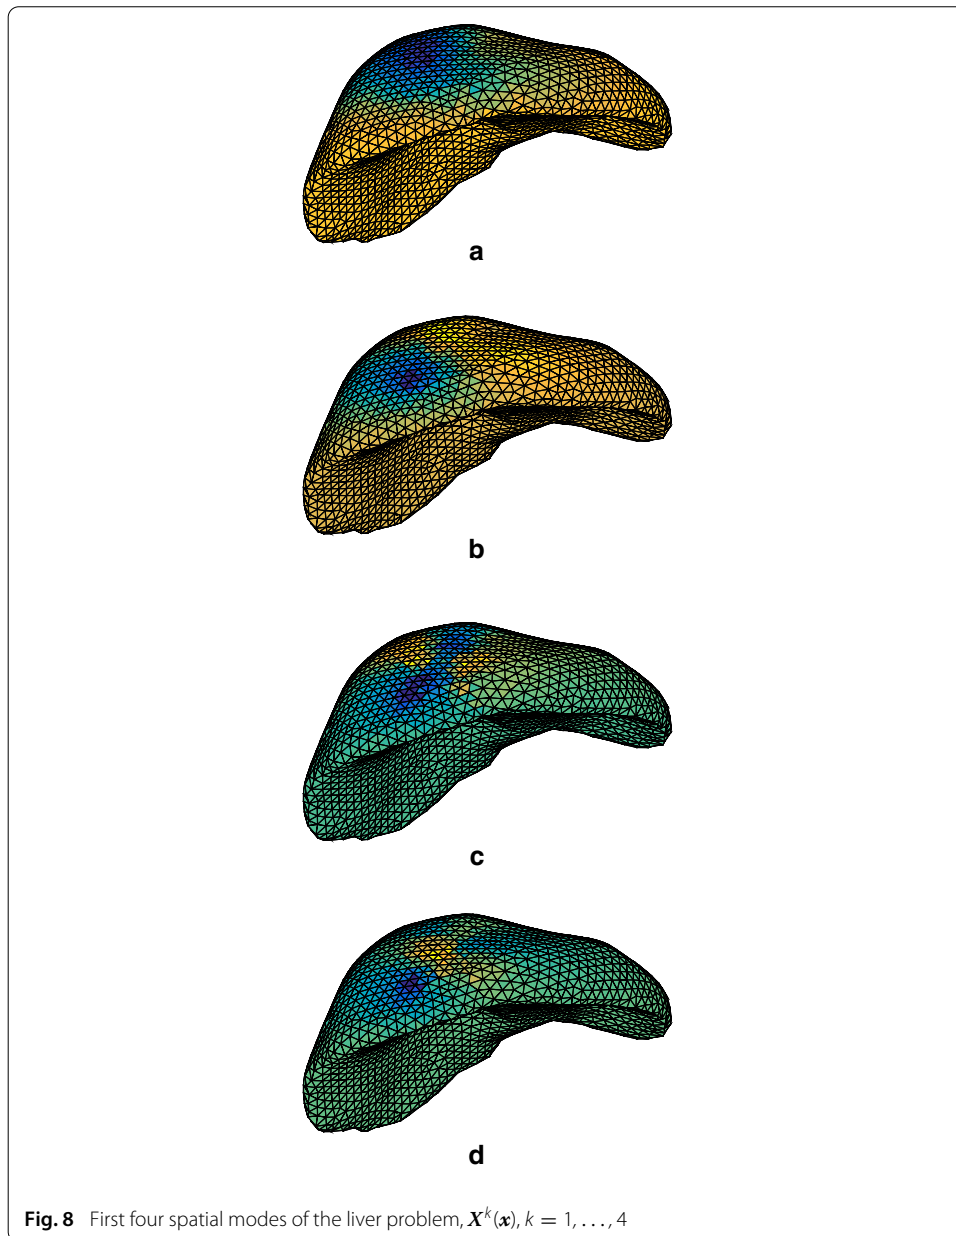 a
b
c
d
Fig. 8 First four spatial modes of the liver problem, X^k(x), k = 1, . . . , 4